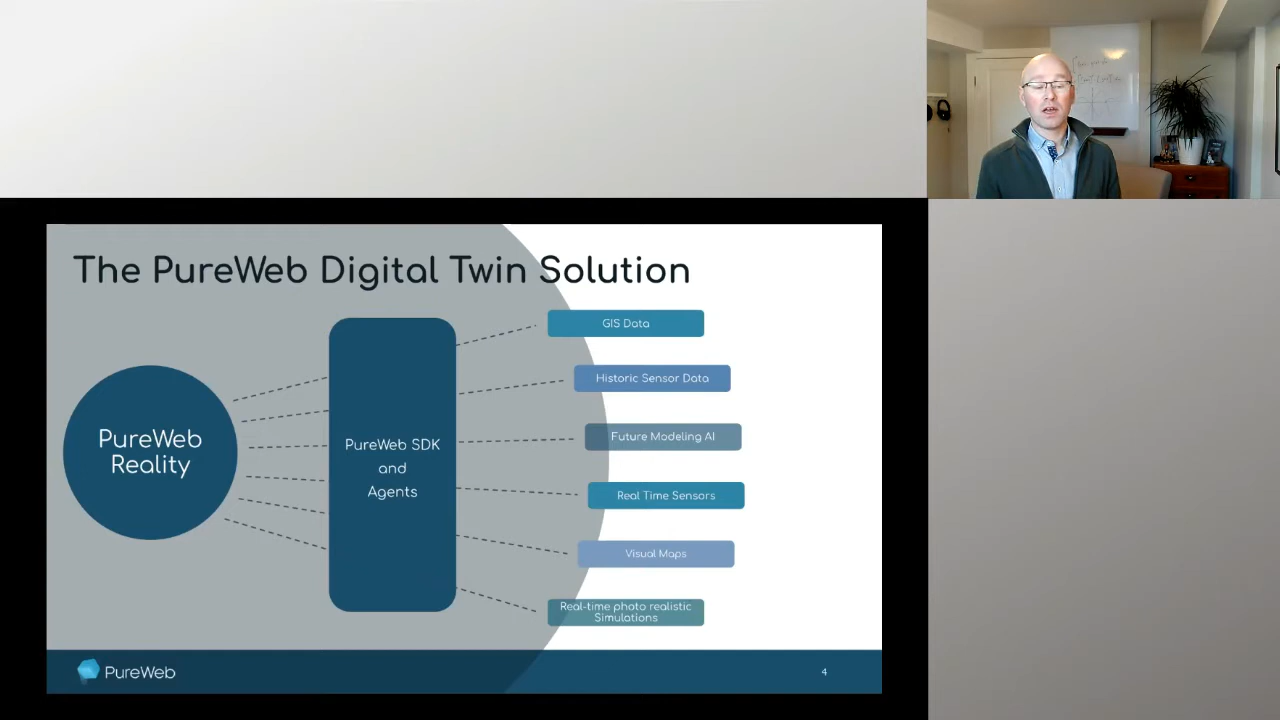 The PureWeb Digital Twin Solution
PureWeb
Reality
PureWeb SDK
and
Agents
GIS Data
Historic Sensor Data
Future Modeling AI
Real Time Sensors
Visual Maps
Real-time photo realistic
Simulations
PureWeb
4